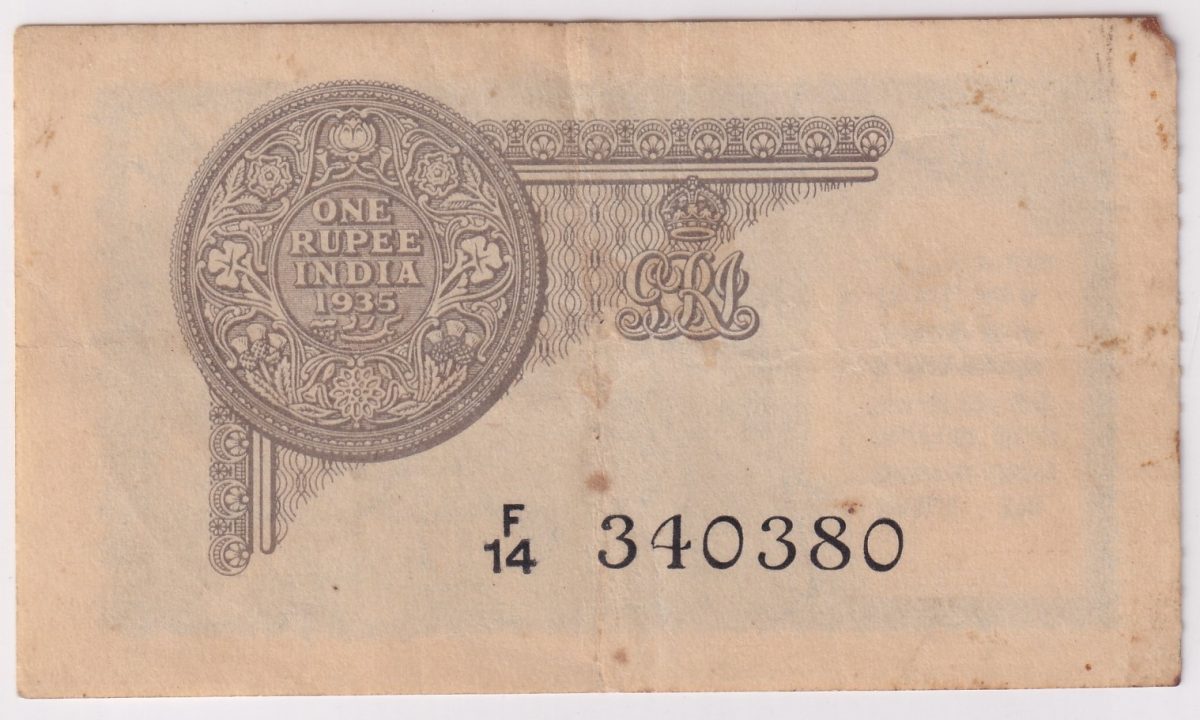 ONE
RUPEE
INDIA
1935
GRI
F
14 340380